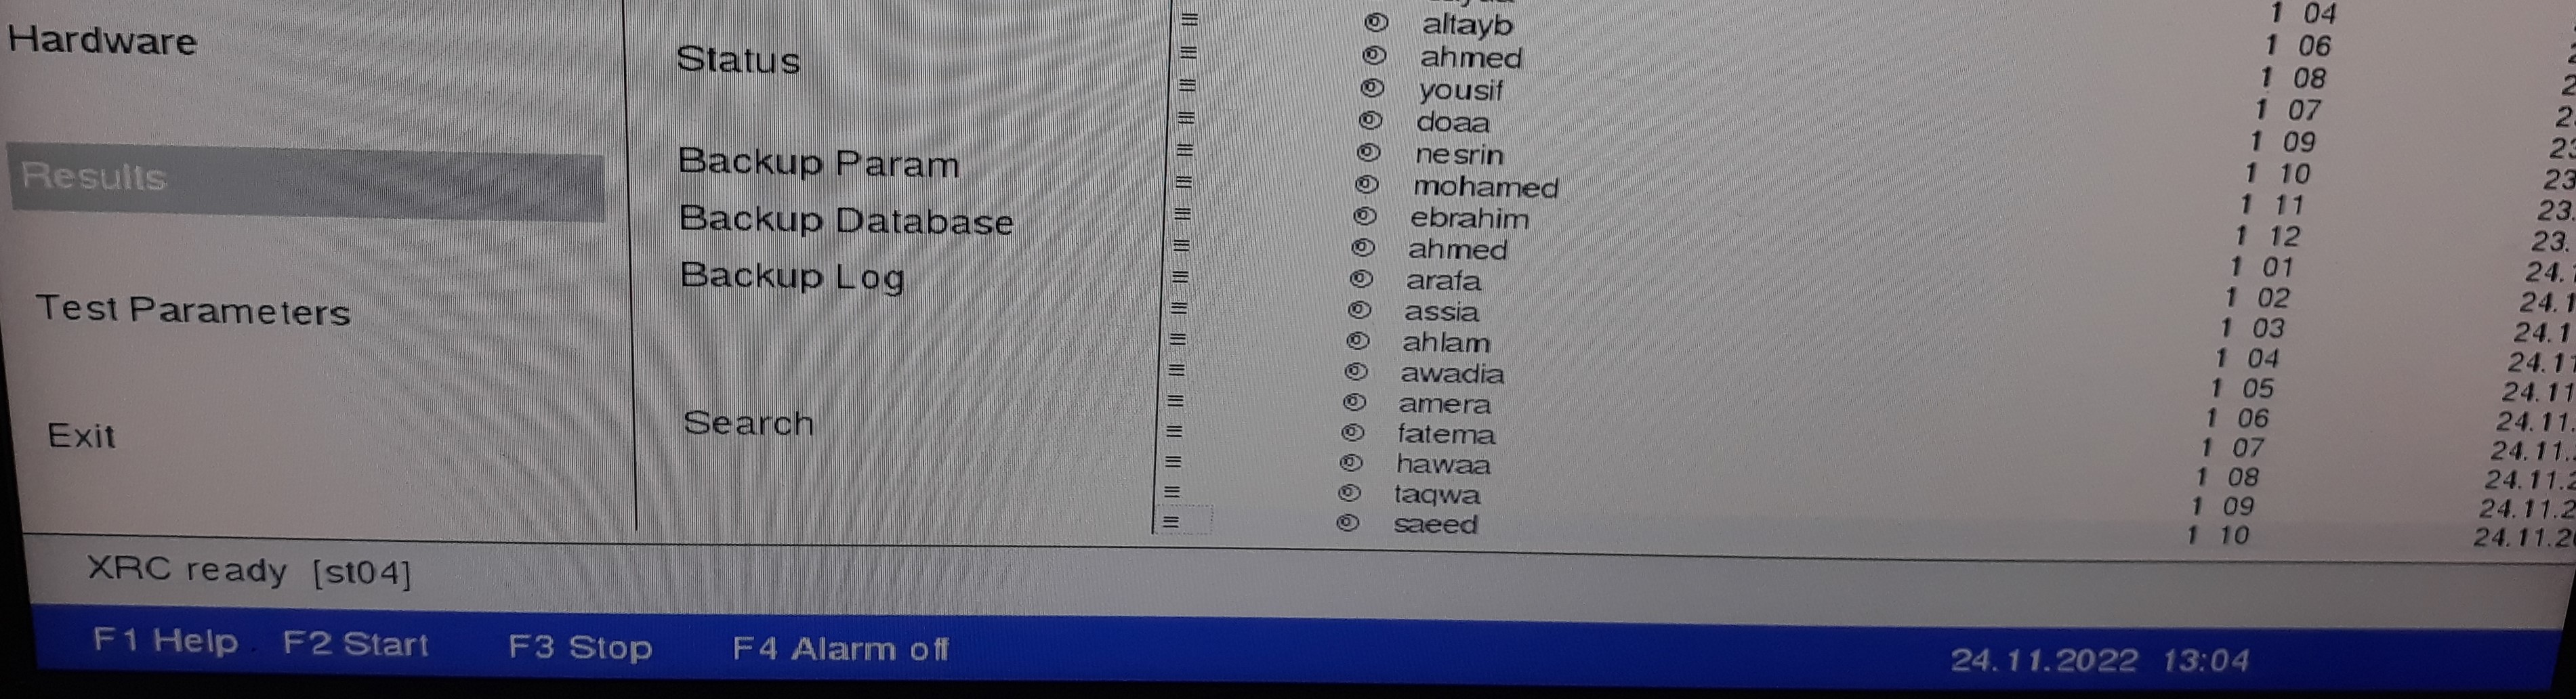 Hardware
Results
Test Parameters
Exit
Status
Backup Param
Backup Database
Backup Log
Search
1 04
altayb 1 06
ahmed 1 08 2
yousif 1 07 2
doaa 1 09 23
nesrin 1 10 23
mohamed 1 11 23.
ebrahim 1 12 23.
ahmed 1 01 24.
arafa 1 02 24.1
assia 1 03 24.1
ahlam 1 04 24.11
awadia 1 05 24.11
amera 1 06 24.11.
fatema 1 07 24.11.
hawaa 1 08 24.11.2
taqwa 1 09 24.11.2
saeed 1 10 24.11.20
XRC ready [st04]
F1 Help F2 Start F3 Stop F4 Alarm off 24.11.2022 13:04